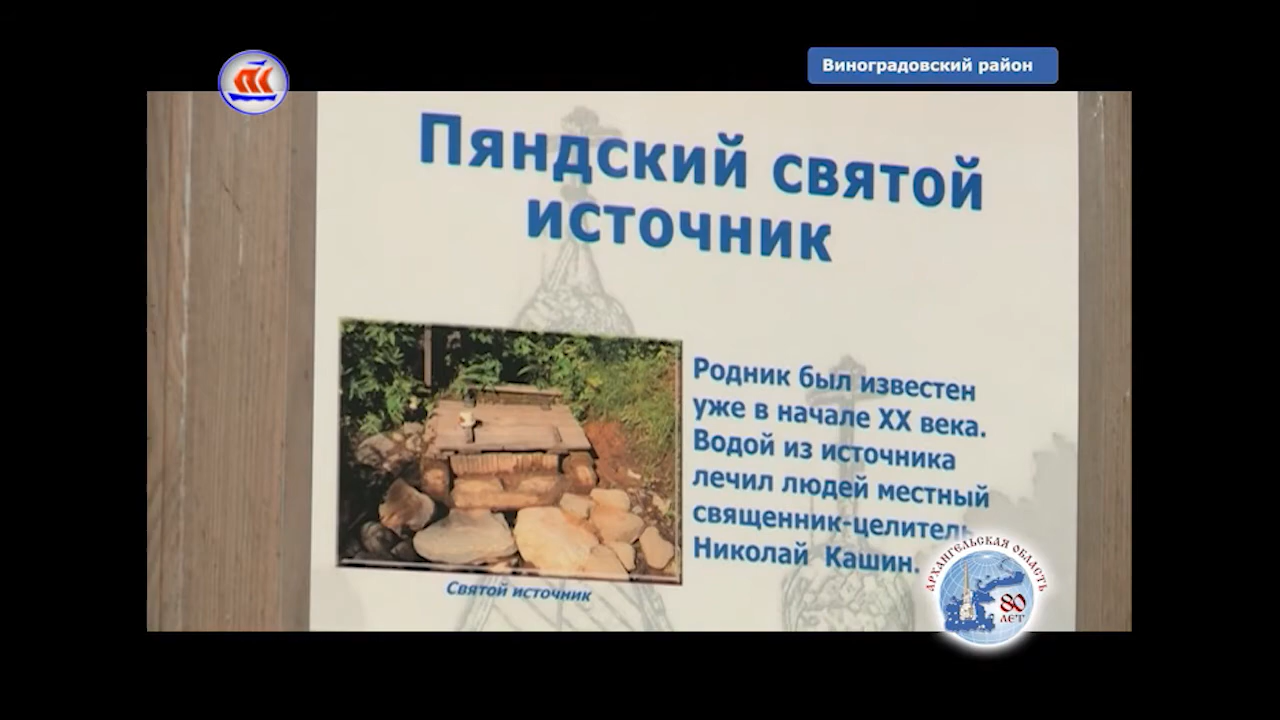 Виноградовский район
Пяндский святой
источник
Родник был известен
уже в начале XX века.
Водой из источника
лечил людей местный
священник-целитель
Николай Кашин.
Святой источник
АРХАНГЕЛЬСКАЯ ОБЛАСТЬ
80
ЛЕТ